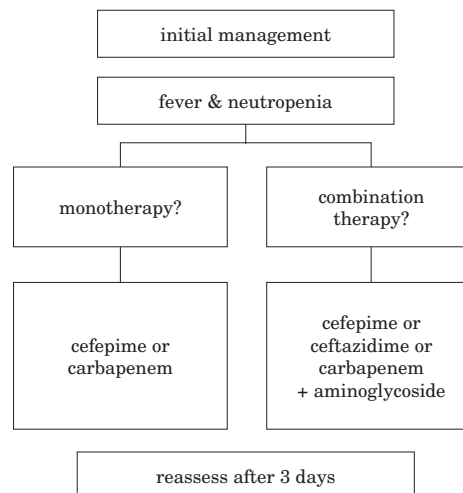 initial management
fever & neutropenia
monotherapy?
combination
therapy?
cefepime or
carbapenem
cefepime or
ceftazidime or
carbapenem
+ aminoglycoside
reassess after 3 days